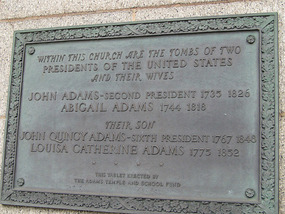 WITHIN THIS CHURCH ARE THE TOMBS OF TWO
PRESIDENTS OF THE UNITED STATES
AND THEIR WIVES
JOHN ADAMS-SECOND PRESIDENT 1735 1826
ABIGAIL ADAMS 1744 1818
THEIR SON
JOHN QUINCY ADAMS-SIXTH PRESIDENT 1767 1848
LOUISA CATHERINE ADAMS 1775 1852
THIS TABLET ERECTED BY
THE ADAMS TEMPLE AND SCHOOL FUND